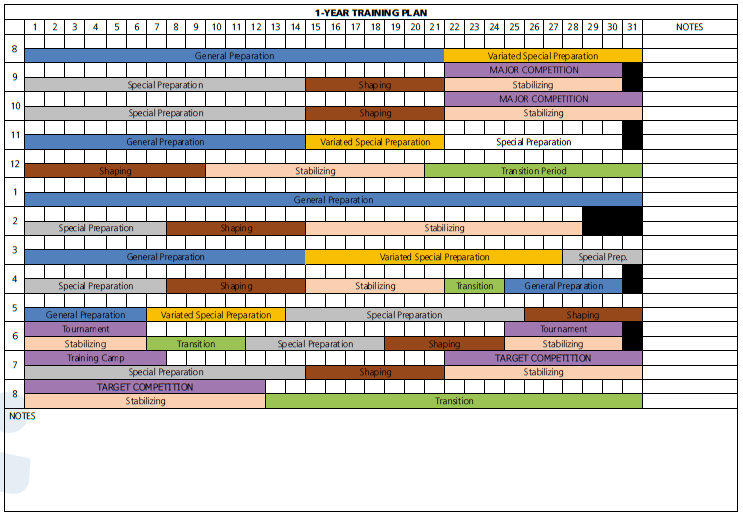 1-YEAR TRAINING PLAN
1 2 3 4 5 6 7 8 9 10 11 12 13 14 15 16 17 18 19 20 21 22 23 24 25 26 27 28 29 30 31 NOTES
8 General Preparation Variated Special Preparation
MAJOR COMPETITION
9 Special Preparation Shaping Stabilizing
MAJOR COMPETITION
10 Special Preparation Shaping Stabilizing
11 General Preparation Variated Special Preparation Special Preparation
12 Shaping Stabilizing Transition Period
1 General Preparation
2 Special Preparation Shaping Stabilizing
3 General Preparation Variated Special Preparation Special Prep.
4 Special Preparation Shaping Stabilizing Transition General Preparation
5 General Preparation Variated Special Preparation Special Preparation Shaping
Tournament Tournament
6 Stabilizing Transition Special Preparation Shaping Stabilizing
Training Camp TARGET COMPETITION
7 Special Preparation Shaping Stabilizing
TARGET COMPETITION
8 Stabilizing Transition
NOTES